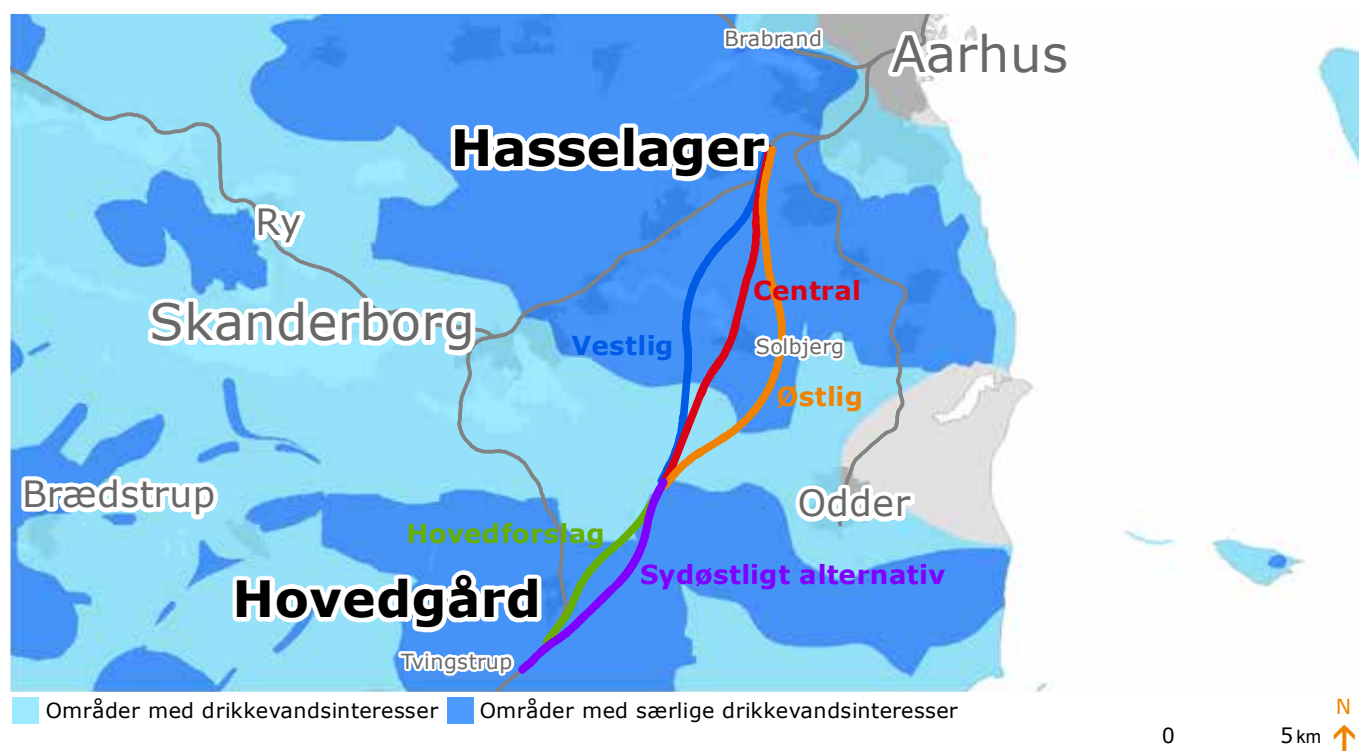 Brabrand
Aarhus
Hasselager
Ry
Central
Skanderborg
Vestlig
Solbjerg
Østlig
Brædstrup
Odder
Hovedforslag
Sydøstligt alternativ
Hovedgård
Tvingstrup
Områder med drikkevandsinteresser
Områder med særlige drikkevandsinteresser
N
0 5 km